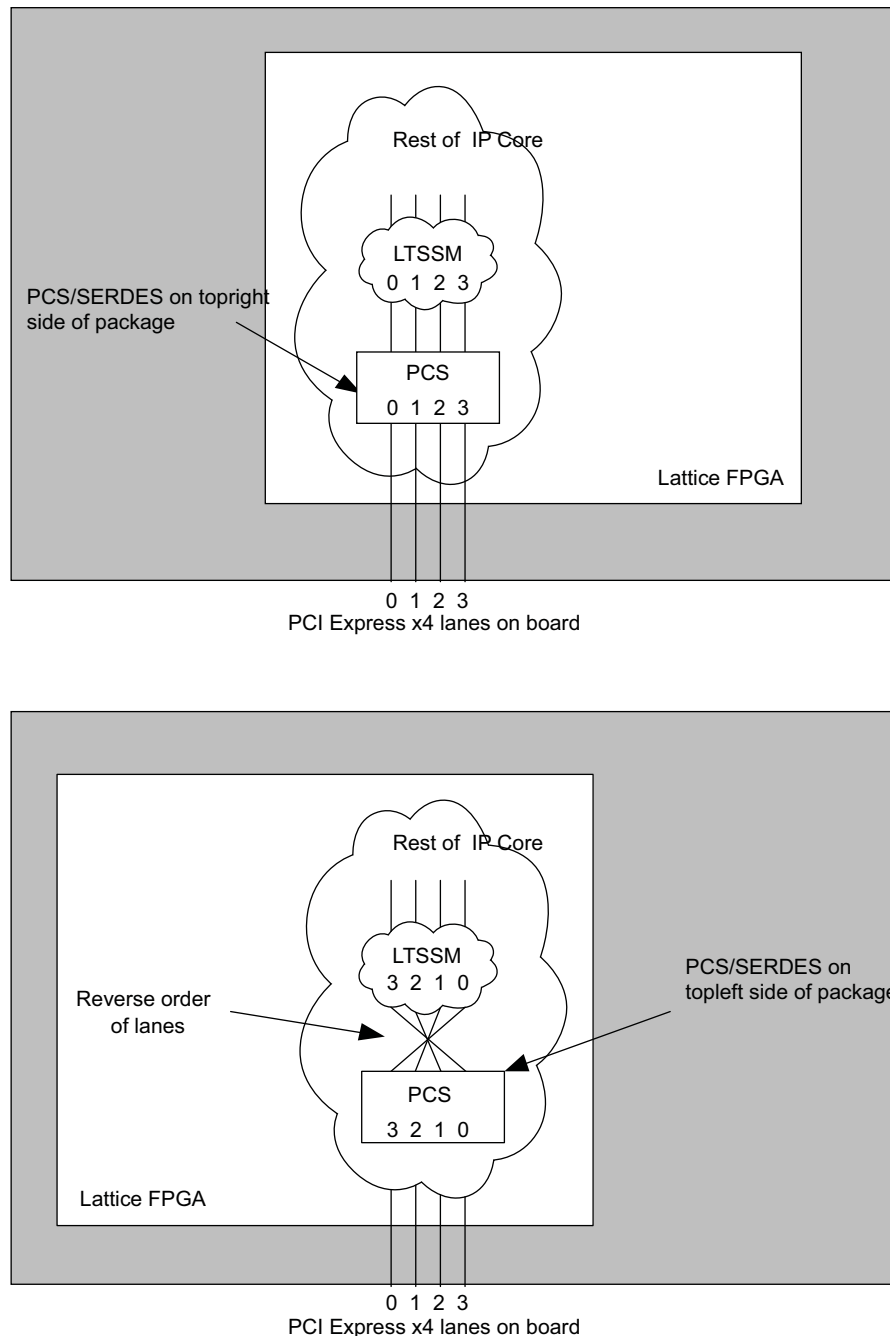 Rest of IP Core
LTSSM
0 1 2 3
PCS/SERDES on topright
side of package
PCS
0 1 2 3
Lattice FPGA
0 1 2 3
PCI Express x4 lanes on board
Rest of IP Core
LTSSM
3 2 1 0
PCS/SERDES on
topleft side of package
Reverse order
of lanes
PCS
3 2 1 0
Lattice FPGA
0 1 2 3
PCI Express x4 lanes on board